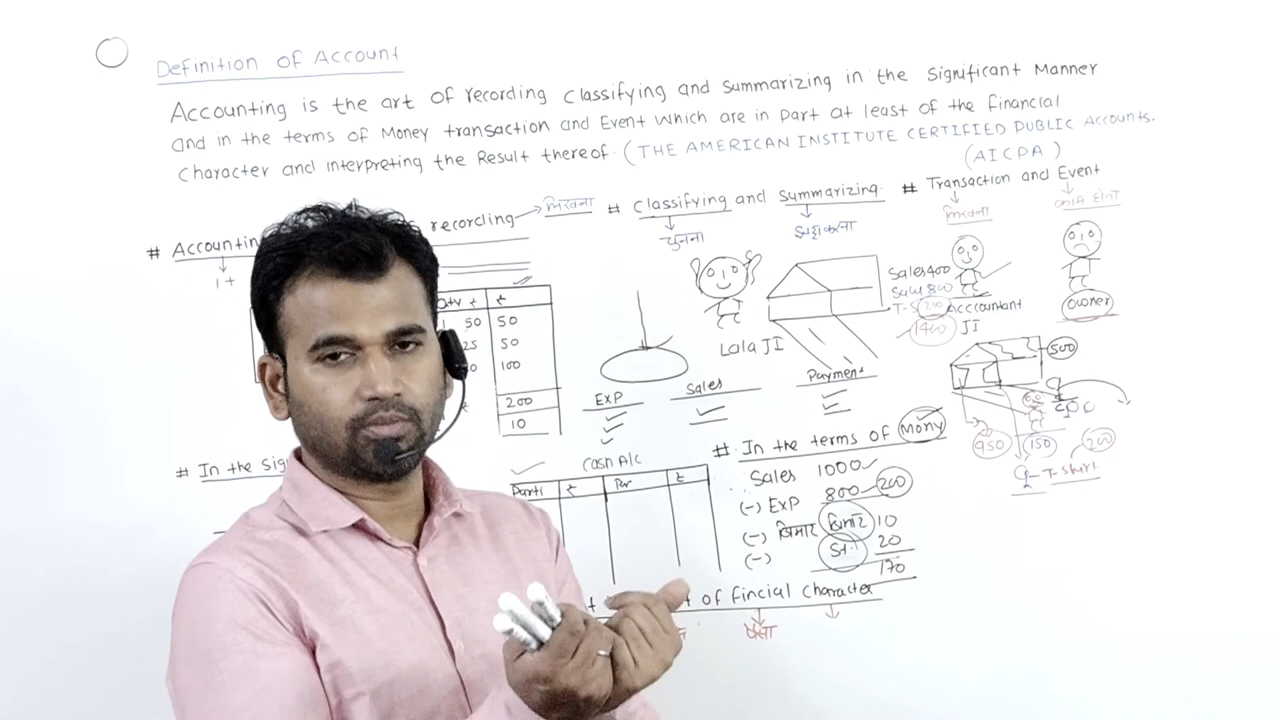 Definition of Account
Accounting is the art of recording classifying and summarizing in the significant Manner
and in the terms of Money transaction and Event which are in part at least of the financial
character and interpreting the Result thereof (THE AMERICAN INSTITUTE CERTIFIED PUBLIC Accounts.
(AICPA)
# Accountin
recording → लिखना
# Classifying and summarizing
चुनना
# Transaction and Event
लिखना
1+
Qty
₹
₹
50 50
25 50
100
200
10
Lala JI
Sales 400
800
T-S 200
1400
Acccountant
JI
owner
500
950
150
200
T-shirt
EXP
Sales
Payment
# In the sig
Cash A/c
Parti
₹
Par
₹
# In the terms of Mony
Sales 1000
(-) EXP 800 200
(-) बिमार बिमार 10
(-) 20
170
of fincial character
पैसा